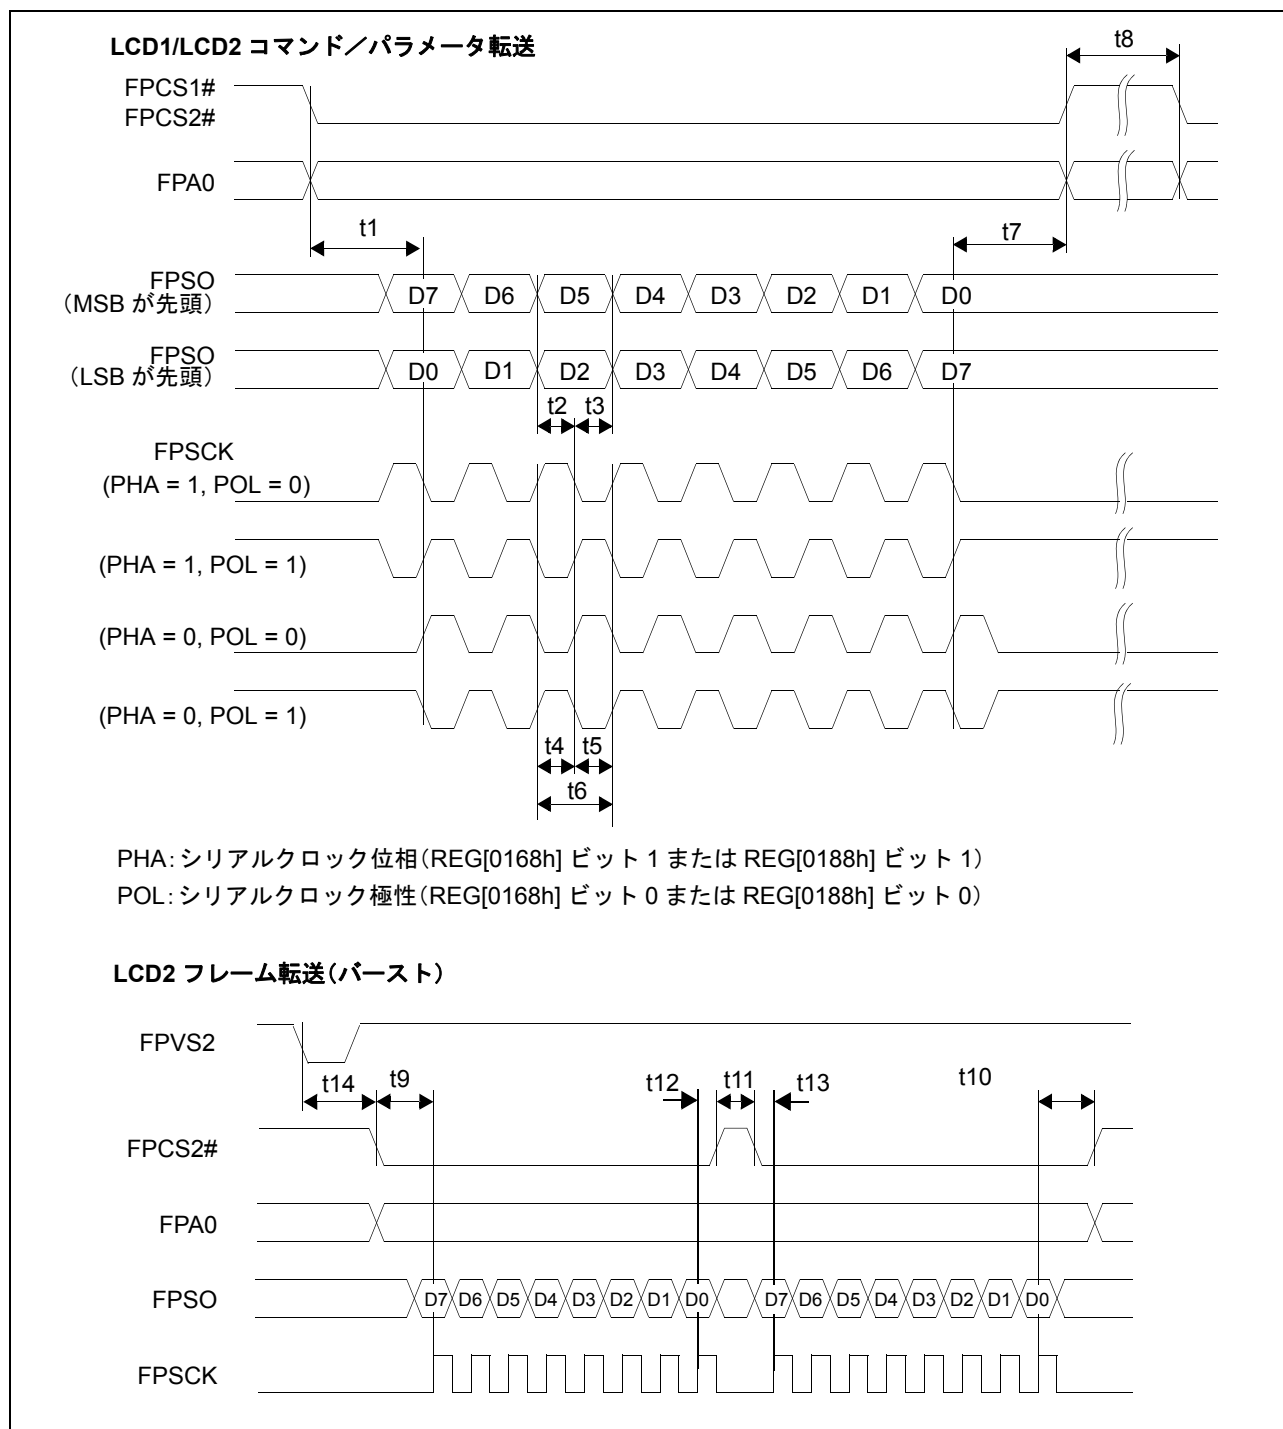 LCD1/LCD2 コマンド／パラメータ転送
t8
FPCS1#
FPCS2#
FPA0
t1
t7
FPSO
（MSB が先頭）
D7 D6 D5 D4 D3 D2 D1 D0
FPSO
（LSB が先頭）
D0 D1 D2 D3 D4 D5 D6 D7
t2 t3
FPSCK
(PHA = 1, POL = 0)
(PHA = 1, POL = 1)
(PHA = 0, POL = 0)
(PHA = 0, POL = 1)
t4 t5
t6
PHA：シリアルクロック位相（REG[0168h] ビット 1 または REG[0188h] ビット 1）
POL：シリアルクロック極性（REG[0168h] ビット 0 または REG[0188h] ビット 0）
LCD2 フレーム転送（バースト）
FPVS2
t14 t9 t12 t11 t13 t10
FPCS2#
FPA0
FPSO
D7 D6 D5 D4 D3 D2 D1 D0 D7 D6 D5 D4 D3 D2 D1 D0
FPSCK